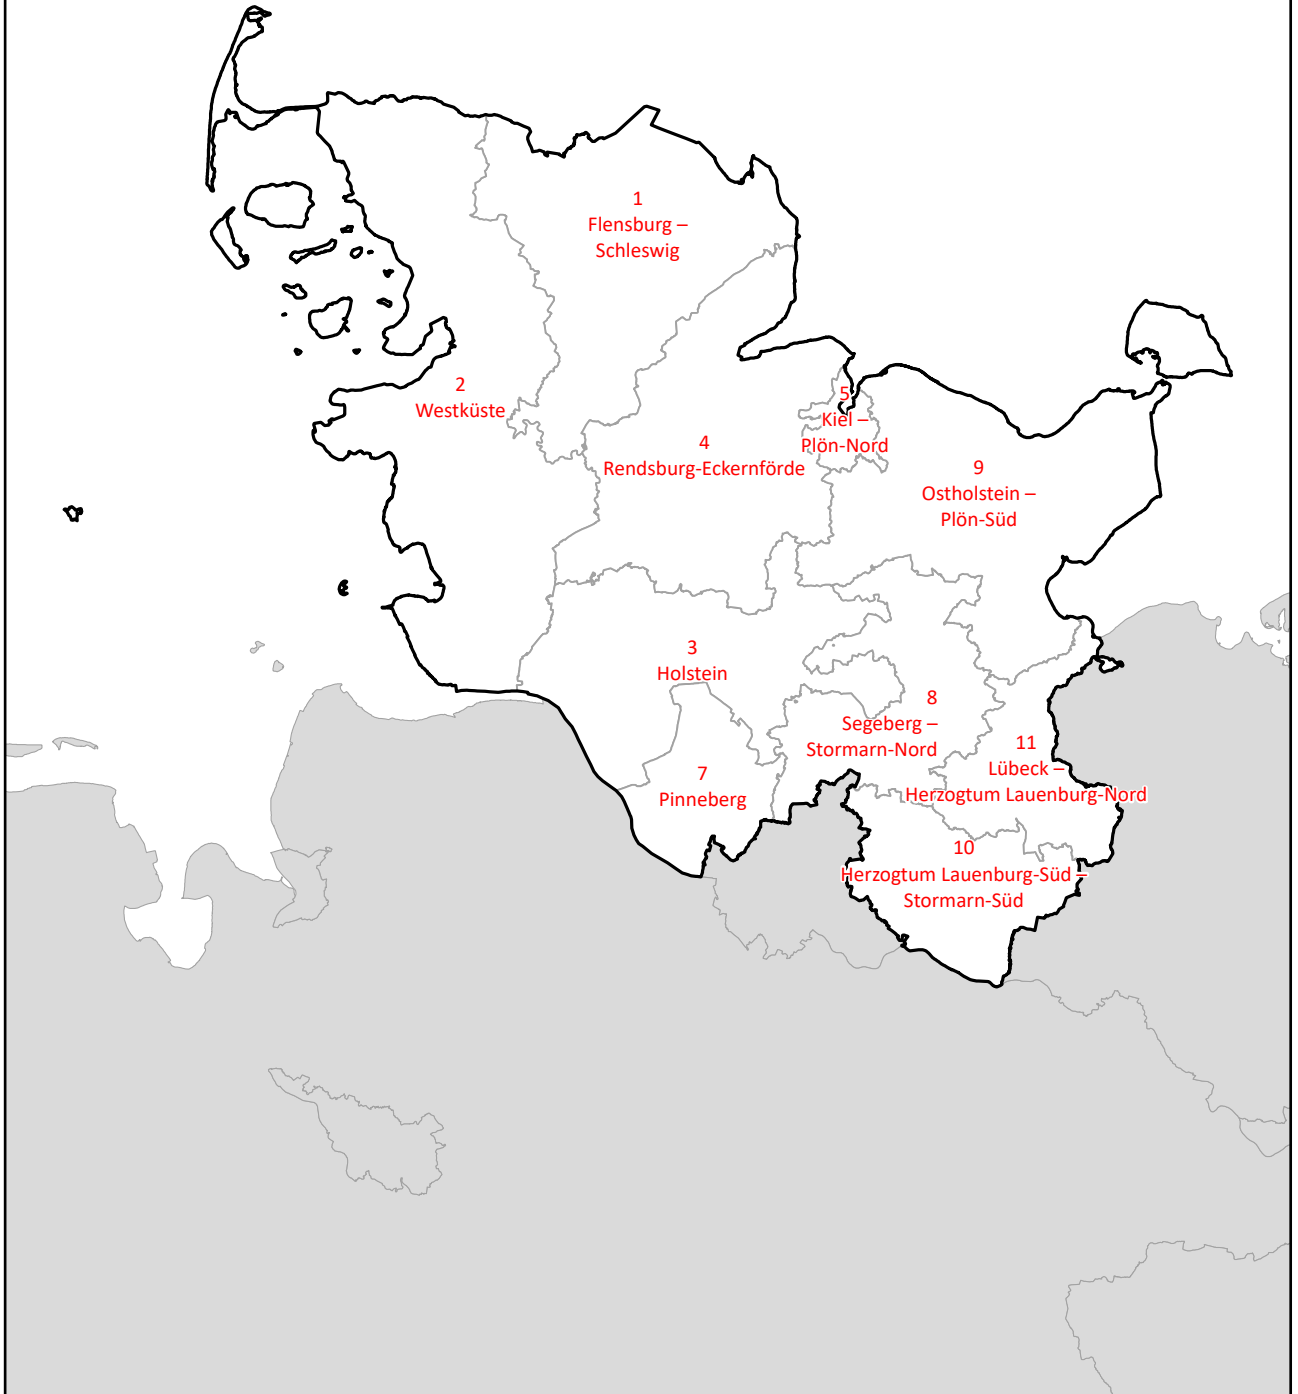 1
Flensburg –
Schleswig
2
Westküste
5
Kiel –
Plön-Nord
4
Rendsburg-Eckernförde
9
Ostholstein –
Plön-Süd
3
Holstein
8
Segeberg –
Stormarn-Nord
11
Lübeck –
Herzogtum Lauenburg-Nord
7
Pinneberg
10
Herzogtum Lauenburg-Süd –
Stormarn-Süd